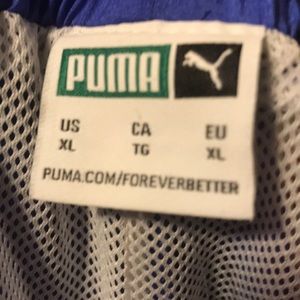 PUMA
US CA EU
XL TG XL
PUMA.COM/FOREVERBETTER